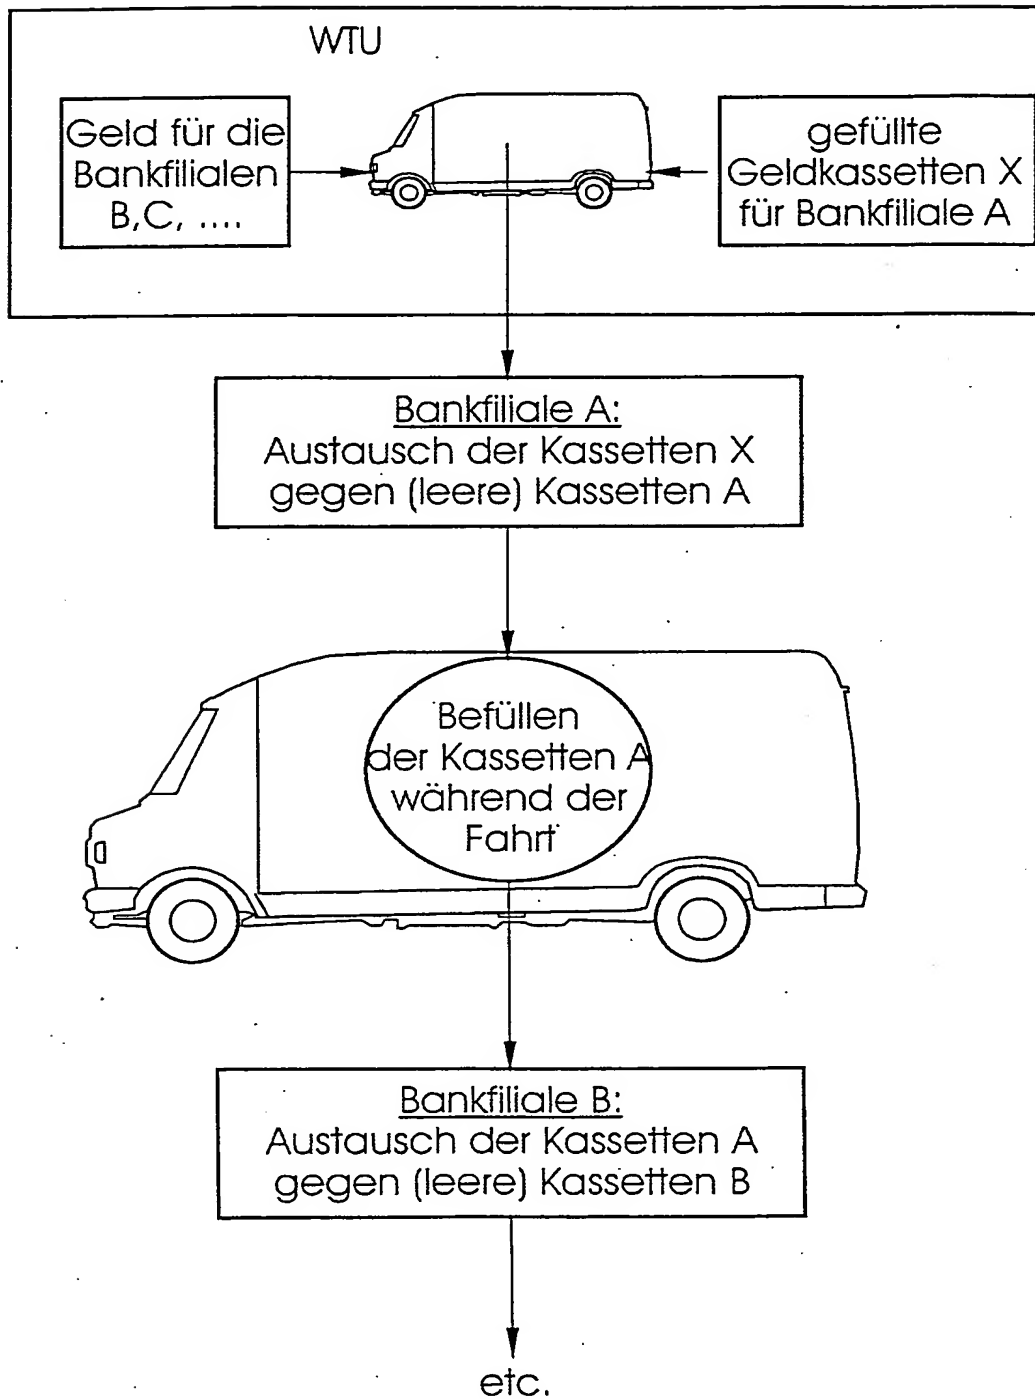 WTU
Geld für die
Bankfilialen
B,C, ....
gefüllte
Geldkassetten X
für Bankfiliale A
Bankfiliale A:
Austausch der Kassetten X
gegen (leere) Kassetten A
Befüllen
der Kassetten A
während der
Fahrt
Bankfiliale B:
Austausch der Kassetten A
gegen (leere) Kassetten B
etc.